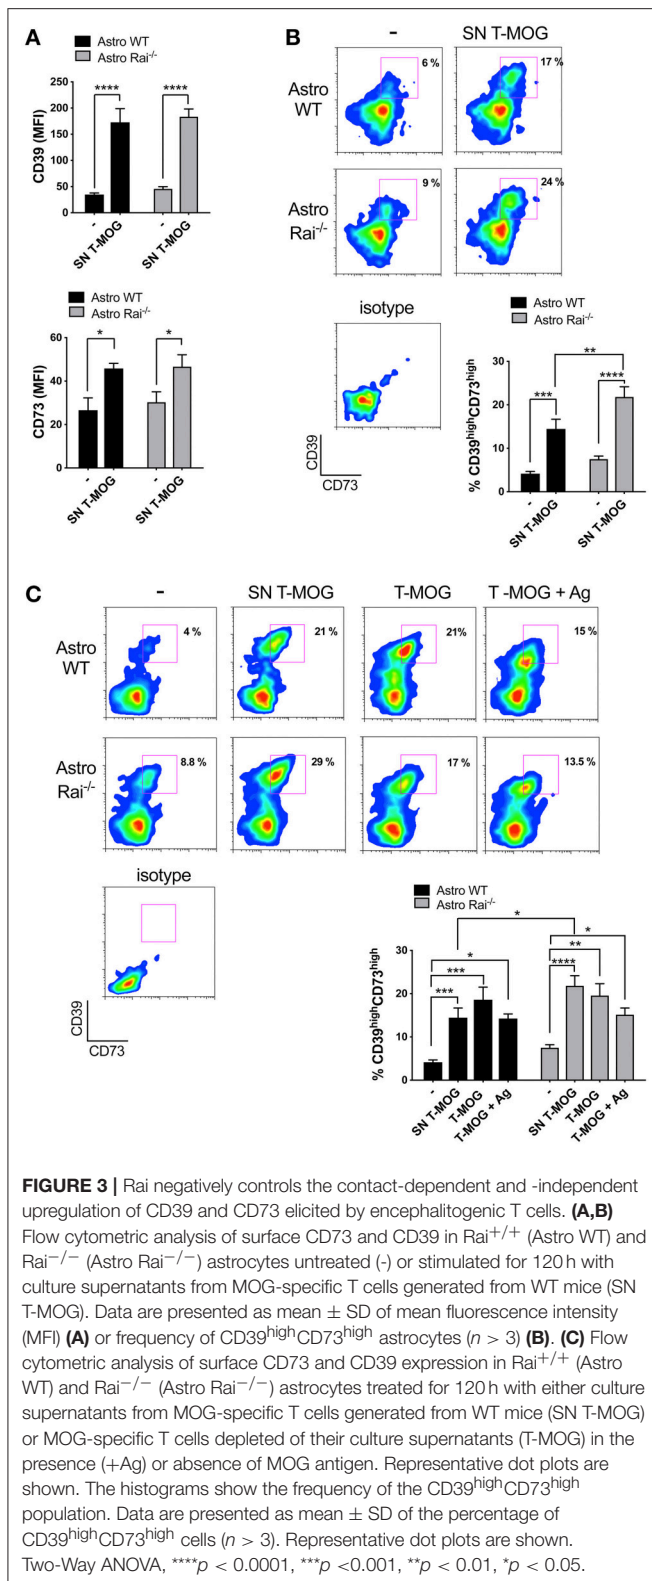 A
Astro WT
Astro Rai-/-
****
****
250
200
150
100
50
0
CD39 (MFI)
-
SN T-MOG
-
SN T-MOG
Astro WT
Astro Rai-/-
*
*
60
40
20
0
CD73 (MFI)
-
SN T-MOG
-
SN T-MOG
B
-
SN T-MOG
Astro
WT
6 %
17 %
Astro
Rai-/-
9 %
24 %
isotype
CD39
CD73
Astro WT
Astro Rai-/-
**
***
****
30
20
10
0
% CD39highCD73high
-
SN T-MOG
-
SN T-MOG
C
-
SN T-MOG
T-MOG
T -MOG + Ag
Astro
WT
4 %
21 %
21%
15 %
Astro
Rai-/-
8.8 %
29 %
17 %
13.5 %
isotype
CD39
CD73
Astro WT
Astro Rai-/-
*
*
***
***
*
**
****
30
20
10
0
% CD39highCD73high
-
SN T-MOG
T-MOG
T-MOG + Ag
-
SN T-MOG
T-MOG
T-MOG + Ag
FIGURE 3 | Rai negatively controls the contact-dependent and -independent
upregulation of CD39 and CD73 elicited by encephalitogenic T cells. (A,B)
Flow cytometric analysis of surface CD73 and CD39 in Rai+/+ (Astro WT) and
Rai−/− (Astro Rai−/−) astrocytes untreated (-) or stimulated for 120 h with
culture supernatants from MOG-specific T cells generated from WT mice (SN
T-MOG). Data are presented as mean ± SD of mean fluorescence intensity
(MFI) (A) or frequency of CD39highCD73high astrocytes (n > 3) (B). (C) Flow
cytometric analysis of surface CD73 and CD39 expression in Rai+/+ (Astro
WT) and Rai−/− (Astro Rai−/−) astrocytes treated for 120 h with either culture
supernatants from MOG-specific T cells generated from WT mice (SN T-MOG)
or MOG-specific T cells depleted of their culture supernatants (T-MOG) in the
presence (+Ag) or absence of MOG antigen. Representative dot plots are
shown. The histograms show the frequency of the CD39highCD73high
population. Data are presented as mean ± SD of the percentage of
CD39highCD73high cells (n > 3). Representative dot plots are shown.
Two-Way ANOVA, ****p < 0.0001, ***p <0.001, **p < 0.01, *p < 0.05.